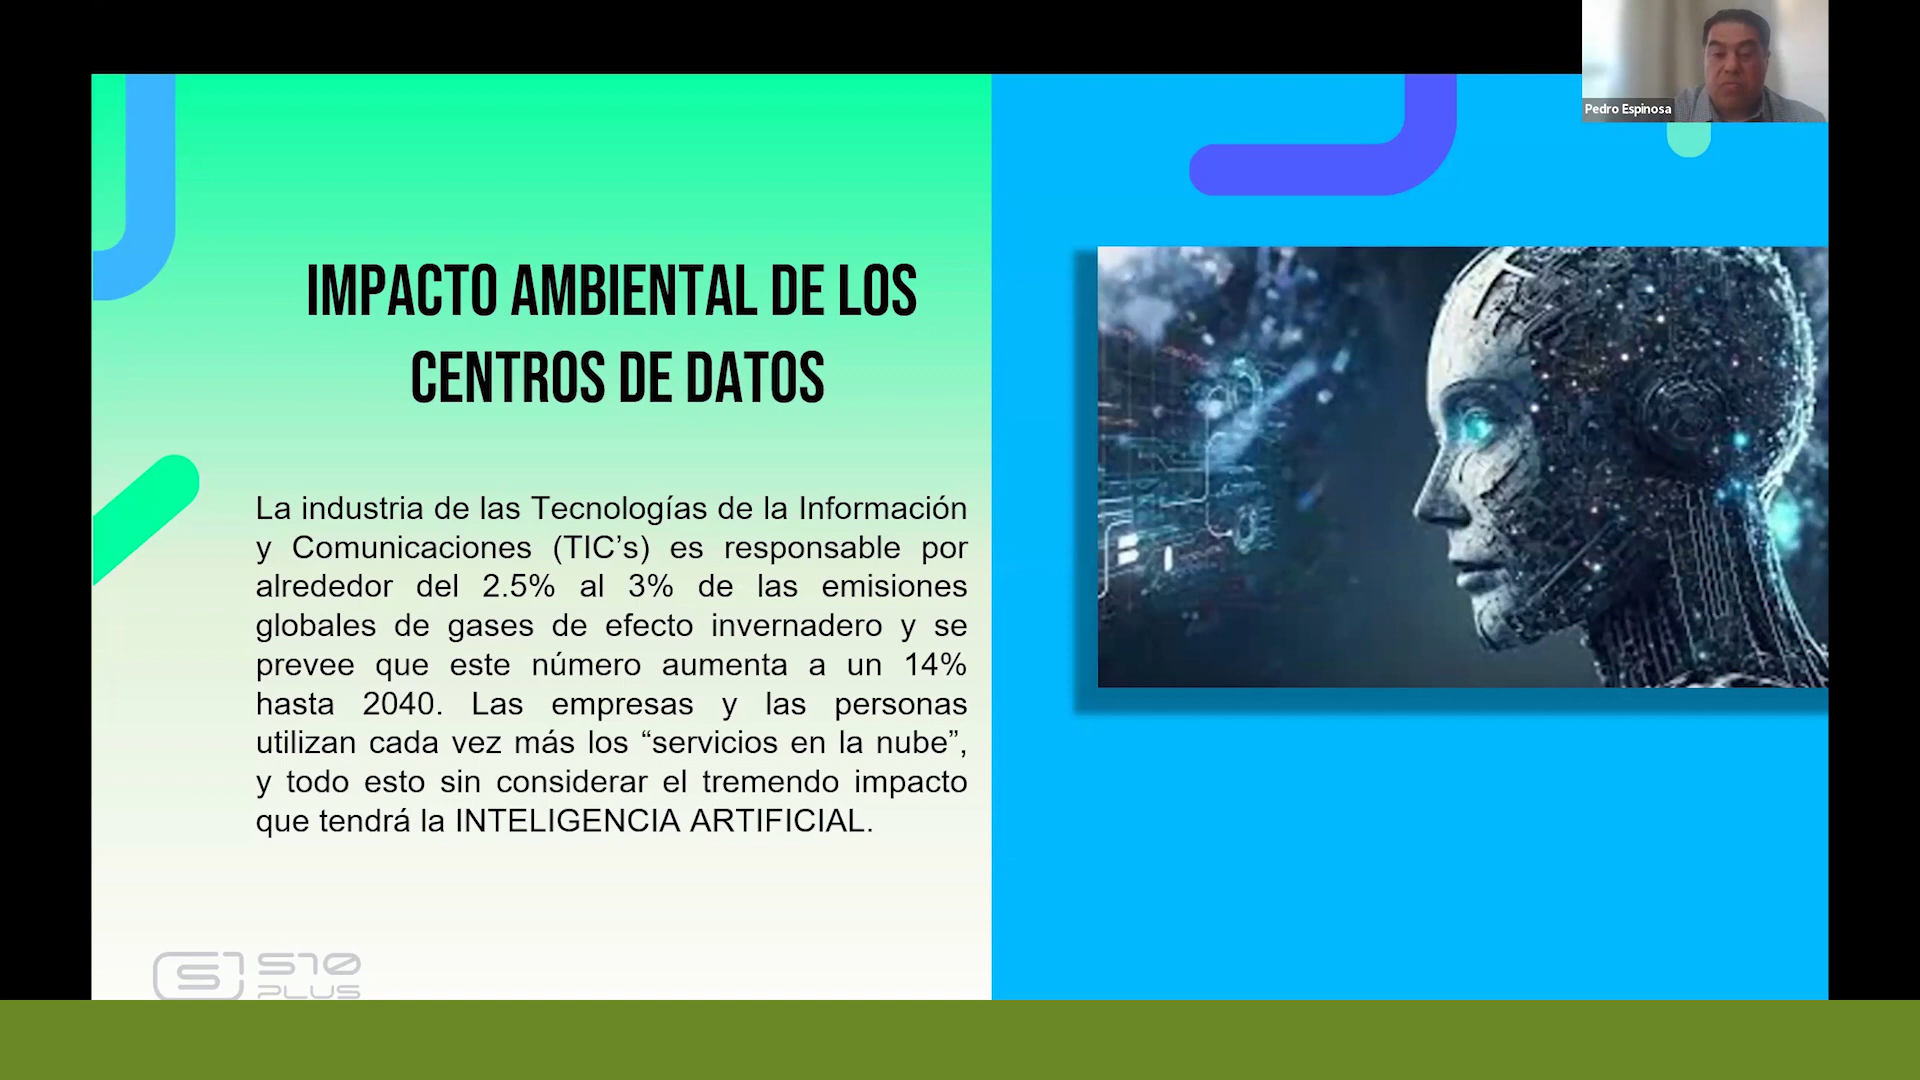 Pedro Espinosa
IMPACTO AMBIENTAL DE LOS
CENTROS DE DATOS
La industria de las Tecnologías de la Información
y Comunicaciones (TIC’s) es responsable por
alrededor del 2.5% al 3% de las emisiones
globales de gases de efecto invernadero y se
prevee que este número aumenta a un 14%
hasta 2040. Las empresas y las personas
utilizan cada vez más los “servicios en la nube”,
y todo esto sin considerar el tremendo impacto
que tendrá la INTELIGENCIA ARTIFICIAL.
S10
PLUS